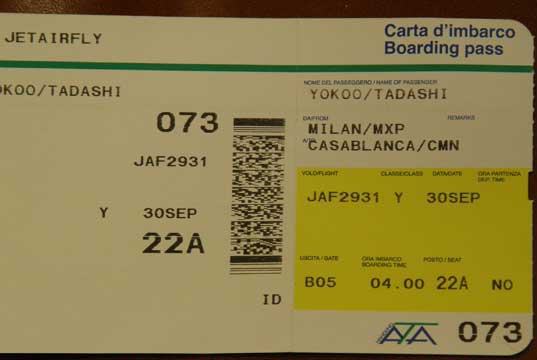 JETAIRFLY
OKOO/TADASHI
073
JAF2931
Y 30SEP
22A
ID
Carta d'imbarco
Boarding pass
NOME DEL PASSEGGERO / NAME OF PASSENGER
YOKOO/TADASHI
DA/FROM REMARKS
MILAN/MXP
CASABLANCA/CMN
VOLO/FLIGHT CLASSE/CLASS DATA/DATE ORA PARTENZA
DEP. TIME
JAF2931 Y 30SEP
USCITA / GATE ORA IMBARCO POSTO / SEAT
BOARDING TIME
B05 04.00 22A NO
ATA 073